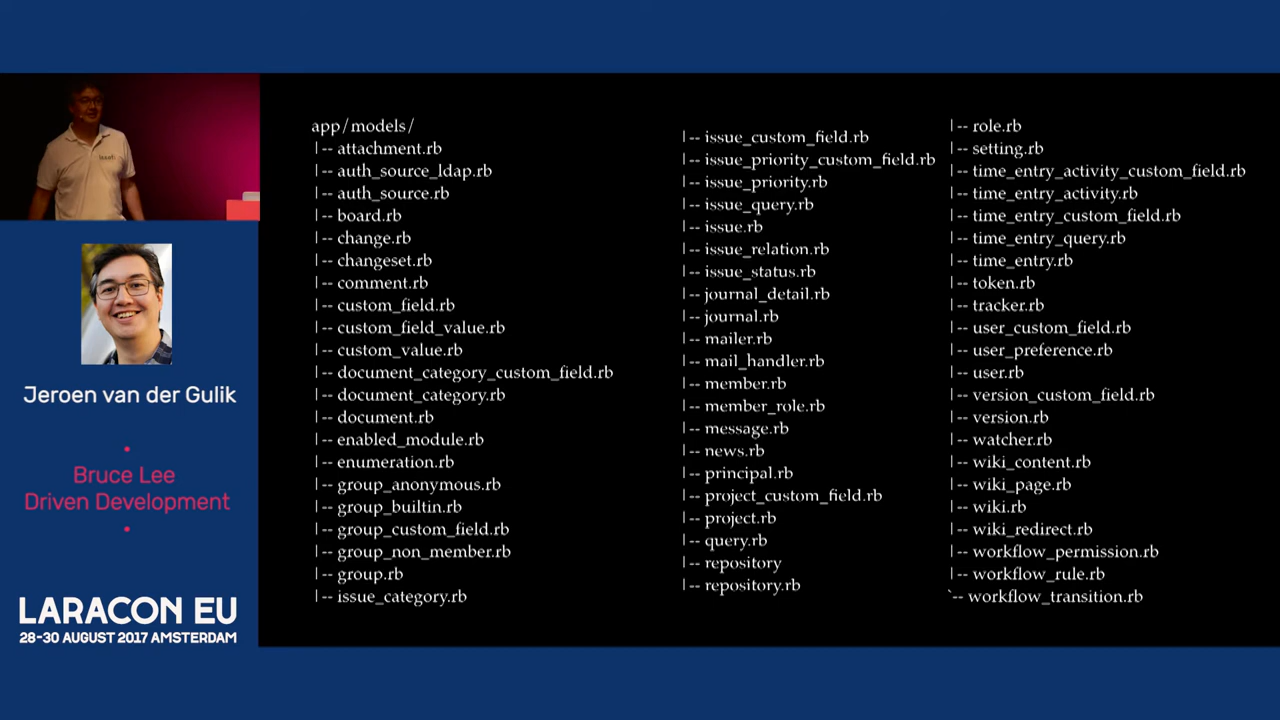 Jeroen van der Gulik
•
Bruce Lee
Driven Development
•
LARACON EU
28-30 AUGUST 2017 AMSTERDAM
app/models/
|-- attachment.rb
|-- auth_source_ldap.rb
|-- auth_source.rb
|-- board.rb
|-- change.rb
|-- changeset.rb
|-- comment.rb
|-- custom_field.rb
|-- custom_field_value.rb
|-- custom_value.rb
|-- document_category_custom_field.rb
|-- document_category.rb
|-- document.rb
|-- enabled_module.rb
|-- enumeration.rb
|-- group_anonymous.rb
|-- group_builtin.rb
|-- group_custom_field.rb
|-- group_non_member.rb
|-- group.rb
|-- issue_category.rb
|-- issue_custom_field.rb
|-- issue_priority_custom_field.rb
|-- issue_priority.rb
|-- issue_query.rb
|-- issue.rb
|-- issue_relation.rb
|-- issue_status.rb
|-- journal_detail.rb
|-- journal.rb
|-- mailer.rb
|-- mail_handler.rb
|-- member.rb
|-- member_role.rb
|-- message.rb
|-- news.rb
|-- principal.rb
|-- project_custom_field.rb
|-- project.rb
|-- query.rb
|-- repository
|-- repository.rb
|-- role.rb
|-- setting.rb
|-- time_entry_activity_custom_field.rb
|-- time_entry_activity.rb
|-- time_entry_custom_field.rb
|-- time_entry_query.rb
|-- time_entry.rb
|-- token.rb
|-- tracker.rb
|-- user_custom_field.rb
|-- user_preference.rb
|-- user.rb
|-- version_custom_field.rb
|-- version.rb
|-- watcher.rb
|-- wiki_content.rb
|-- wiki_page.rb
|-- wiki.rb
|-- wiki_redirect.rb
|-- workflow_permission.rb
|-- workflow_rule.rb
`-- workflow_transition.rb